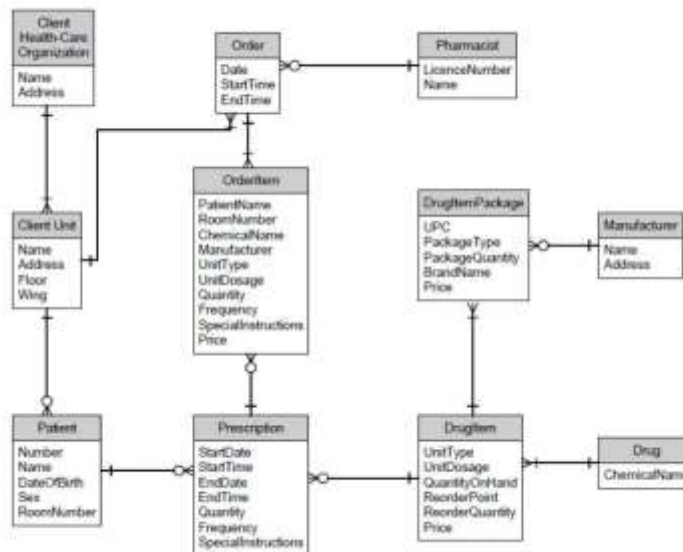 Client
Health-Care
Organization
Name
Address
Order
Date
StartTime
EndTime
Pharmacist
LicenceNumber
Name
OrderItem
PatientName
RoomNumber
ChemicalName
Manufacturer
UnitType
UnitDosage
Quantity
Frequency
SpecialInstructions
Price
DrugItemPackage
UPC
PackageType
PackageQuantity
BrandName
Price
Manufacturer
Name
Address
Client Unit
Name
Address
Floor
Wing
Patient
Number
Name
DateOfBirth
Sex
RoomNumber
Prescription
StartDate
StartTime
EndDate
EndTime
Quantity
Frequency
SpecialInstructions
DrugItem
UnitType
UnitDosage
QuantityOnHand
ReorderPoint
ReorderQuantity
Price
Drug
ChemicalName